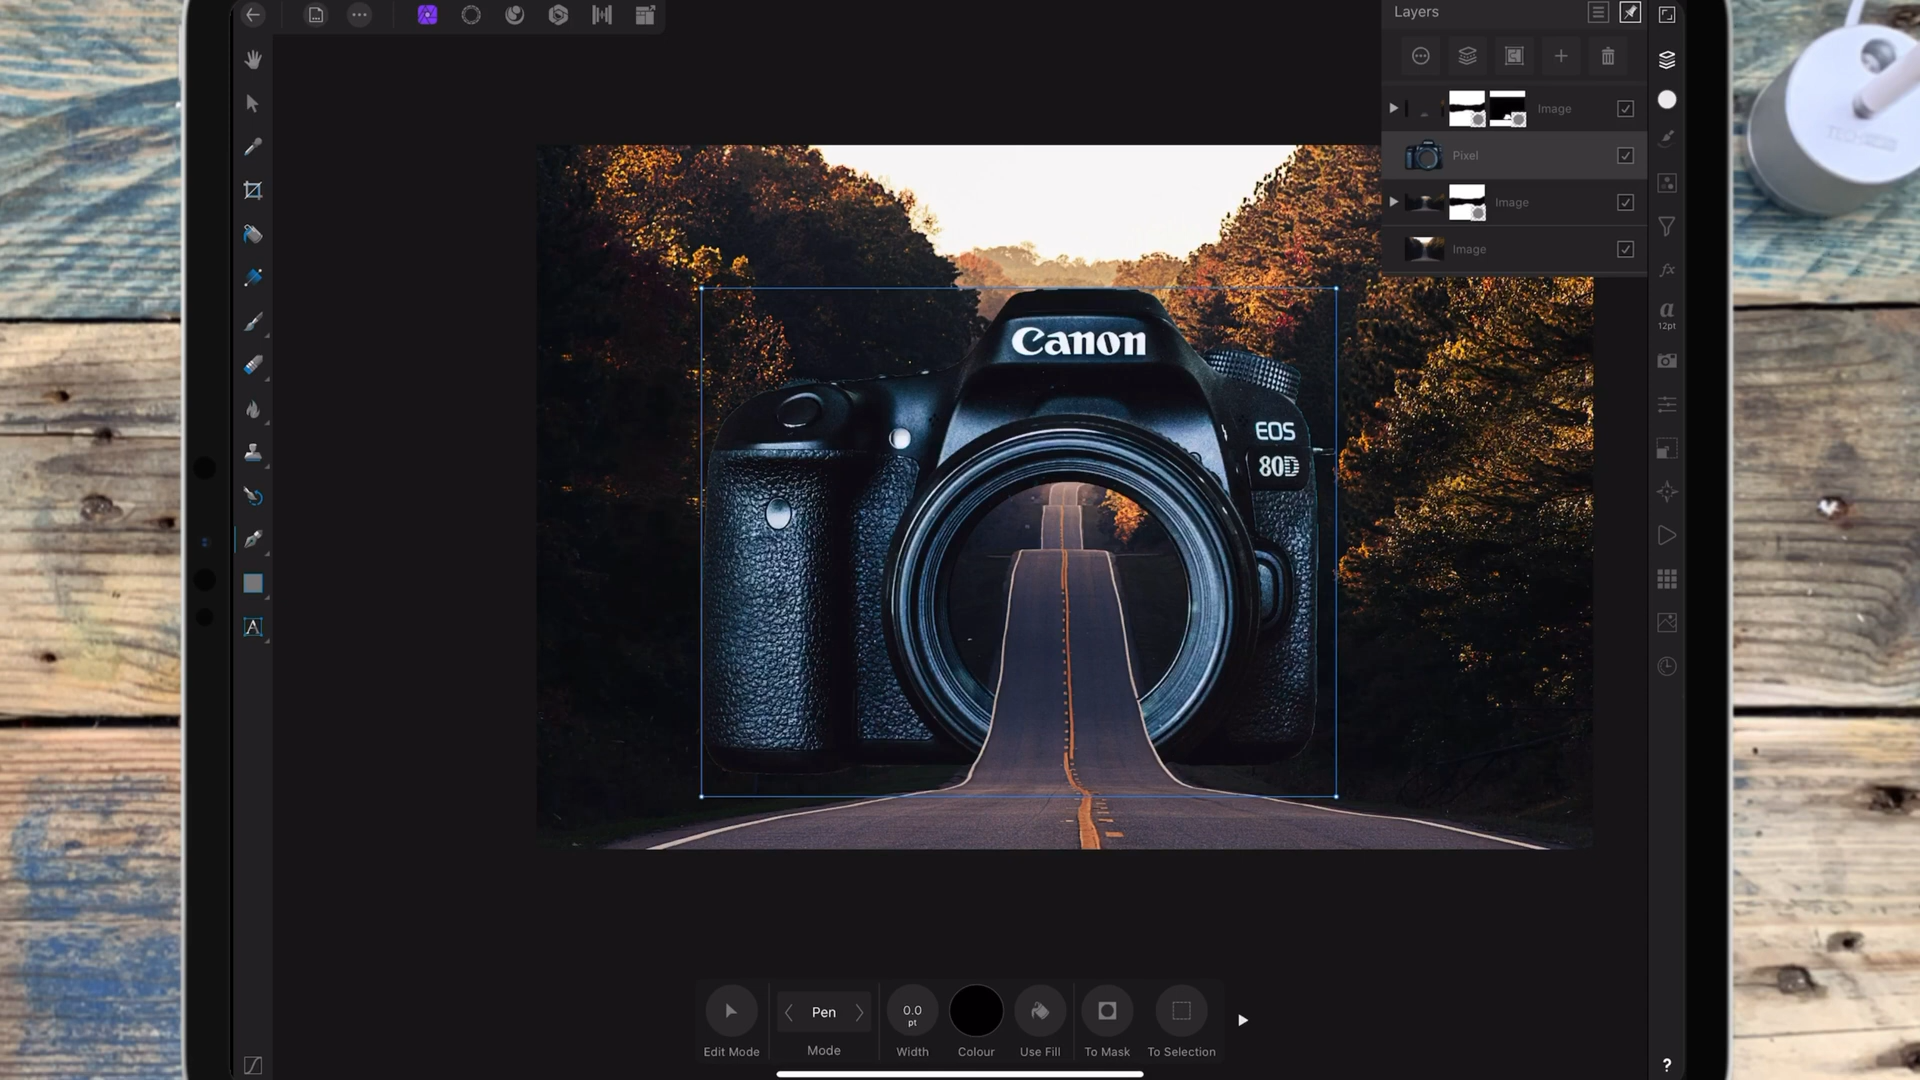 Layers
Image
Pixel
Image
Image
12pt
Canon
EOS
80D
A
0.0
pt
Pen
Edit Mode
Mode
Width
Colour
Use Fill
To Mask
To Selection
?